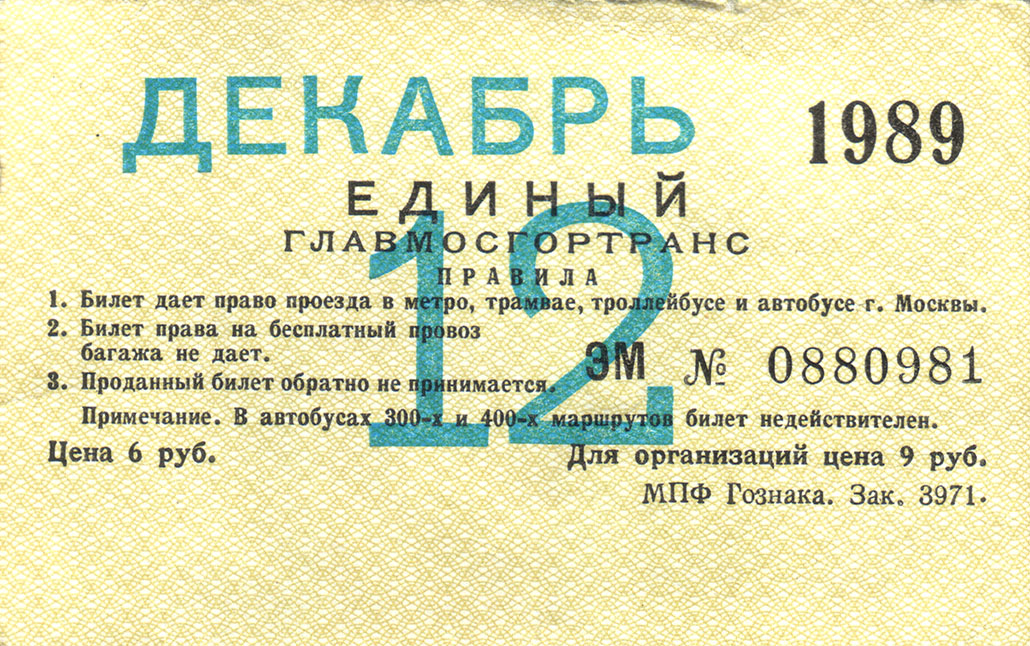 ДЕКАБРЬ 1989
ЕДИНЫЙ
ГЛАВМОСГОРТРАНС
12
ПРАВИЛА
1. Билет дает право проезда в метро, трамвае, троллейбусе и автобусе г. Москвы.
2. Билет права на бесплатный провоз
багажа не дает.
ЭМ № 0880981
3. Проданный билет обратно не принимается.
Примечание. В автобусах 300-х и 400-х маршрутов билет недействителен.
Цена 6 руб. Для организаций цена 9 руб.
МПФ Гознака. Зак. 3971.